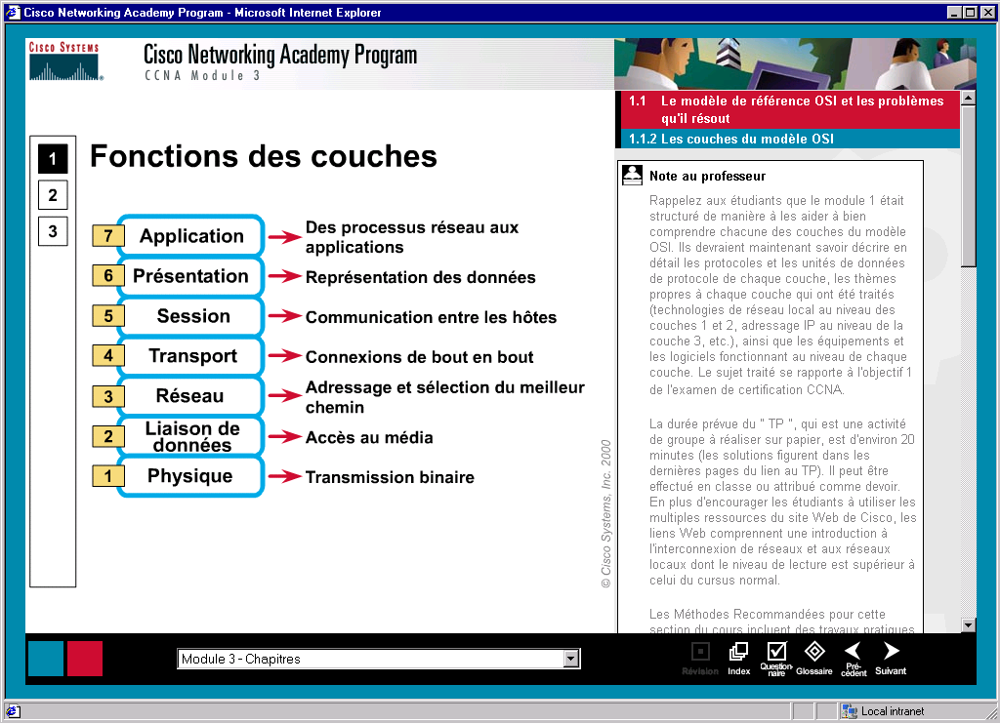 Cisco Networking Academy Program - Microsoft Internet Explorer
CISCO SYSTEMS
Cisco Networking Academy Program
CCNA Module 3
1.1 Le modèle de référence OSI et les problèmes
qu'il résout
1.1.2 Les couches du modèle OSI
1
2
3
Fonctions des couches
7 Application Des processus réseau aux
applications
6 Présentation Représentation des données
5 Session Communication entre les hôtes
4 Transport Connexions de bout en bout
3 Réseau Adressage et sélection du meilleur
chemin
2 Liaison de
données Accès au média
1 Physique Transmission binaire
© Cisco Systems, Inc. 2000
Note au professeur
Rappelez aux étudiants que le module 1 était
structuré de manière à les aider à bien
comprendre chacune des couches du modèle
OSI. Ils devraient maintenant savoir décrire en
détail les protocoles et les unités de données
de protocole de chaque couche, les thèmes
propres à chaque couche qui ont été traités
(technologies de réseau local au niveau des
couches 1 et 2, adressage IP au niveau de la
couche 3, etc.), ainsi que les équipements et
les logiciels fonctionnant au niveau de chaque
couche. Le sujet traité se rapporte à l'objectif 1
de l'examen de certification CCNA.
La durée prévue du " TP ", qui est une activité
de groupe à réaliser sur papier, est d'environ 20
minutes (les solutions figurent dans les
dernières pages du lien au TP). Il peut être
effectué en classe ou attribué comme devoir.
En plus d'encourager les étudiants à utiliser les
multiples ressources du site Web de Cisco, les
liens Web comprennent une introduction à
l'interconnexion de réseaux et aux réseaux
locaux dont le niveau de lecture est supérieur à
celui du cursus normal.
Les Méthodes Recommandées pour cette
section du cours incluent des travaux pratiques
Module 3 - Chapitres
Révision
Index
Question-
naire
Glossaire
Pré-
cédent
Suivant
Local intranet